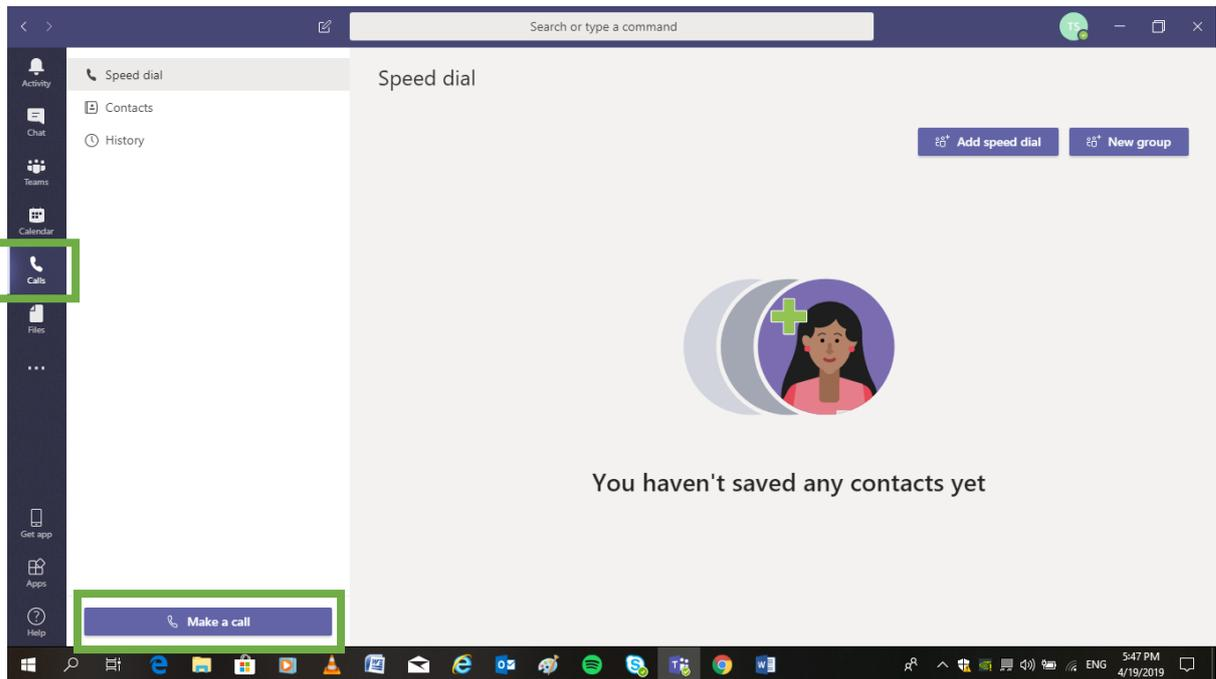 Search or type a command
TS
Activity
Chat
Teams
Calendar
Calls
Files
Get app
Apps
Help
Speed dial
Contacts
History
Make a call
Speed dial
Add speed dial
New group
You haven't saved any contacts yet
ENG
5:47 PM
4/19/2019